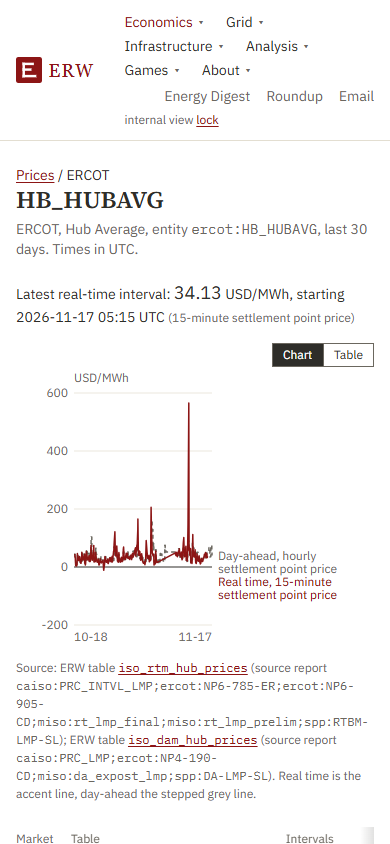 Economics Grid
Infrastructure Analysis
E ERW
Games About
Energy Digest Roundup Email
internal view lock
Prices / ERCOT
HB_HUBAVG
ERCOT, Hub Average, entity ercot:HB_HUBAVG, last 30
days. Times in UTC.
Latest real-time interval: 34.13 USD/MWh, starting
2026-11-17 05:15 UTC (15-minute settlement point price)
Chart Table
USD/MWh
600
400
200
0
-200
10-18 11-17
Day-ahead, hourly
settlement point price
Real time, 15-minute
settlement point price
Source: ERW table iso_rtm_hub_prices (source report
caiso:PRC_INTVL_LMP;ercot:NP6-785-ER;ercot:NP6-
905-
CD;miso:rt_lmp_final;miso:rt_lmp_prelim;spp:RTBM-
LMP-SL); ERW table iso_dam_hub_prices (source report
caiso:PRC_LMP;ercot:NP4-190-
CD;miso:da_expost_lmp;spp:DA-LMP-SL). Real time is the
accent line, day-ahead the stepped grey line.
Market Table Intervals